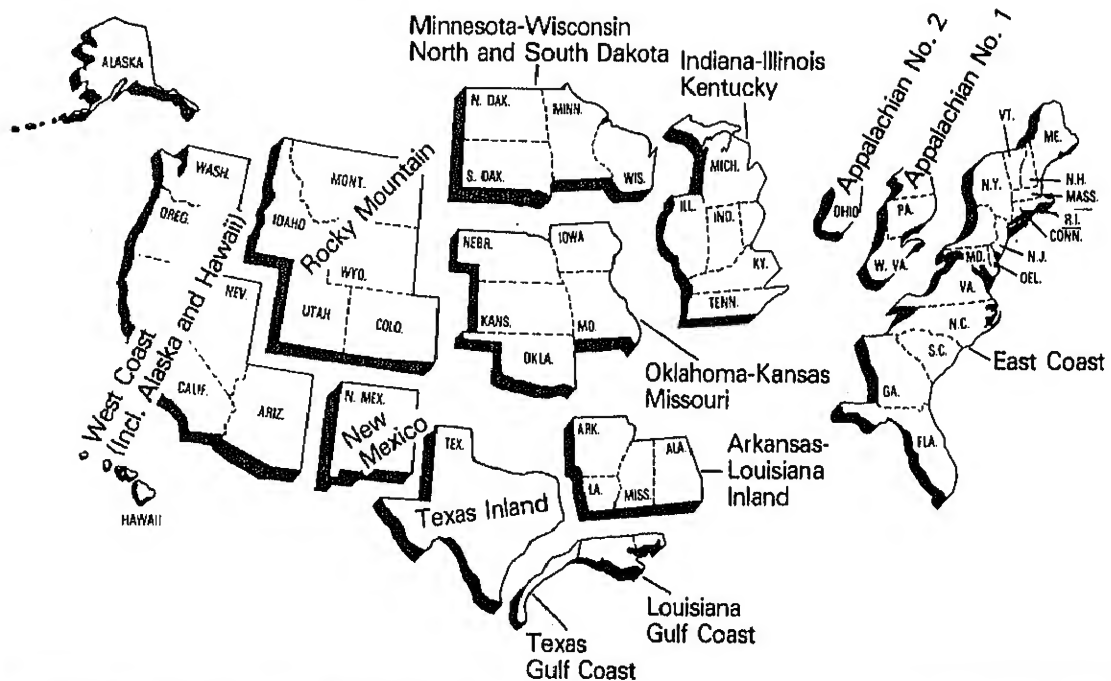 Minnesota-Wisconsin
North and South Dakota
Indiana-Illinois
Kentucky
Appalachian No. 2
Appalachian No. 1
ALASKA
WASH.
OREG.
NEV.
CALIF.
ARIZ.
West Coast
(Incl. Alaska and Hawaii)
HAWAII
MONT.
IDAHO
WYO.
UTAH
COLO.
Rocky Mountain
N. MEX.
New
Mexico
N. DAK.
MINN.
S. DAK.
WIS.
NEBR.
IOWA
KANS.
MO.
OKLA.
Oklahoma-Kansas
Missouri
MICH.
ILL.
IND.
KY.
TENN.
OHIO
PA.
W. VA.
VT.
ME.
N.Y.
N.H.
MASS.
R.I.
CONN.
N.J.
MD.
OEL.
VA.
N.C.
S.C.
GA.
FLA.
East Coast
TEX.
Texas Inland
ARK.
LA.
MISS.
ALA.
Arkansas-
Louisiana
Inland
Louisiana
Gulf Coast
Texas
Gulf Coast